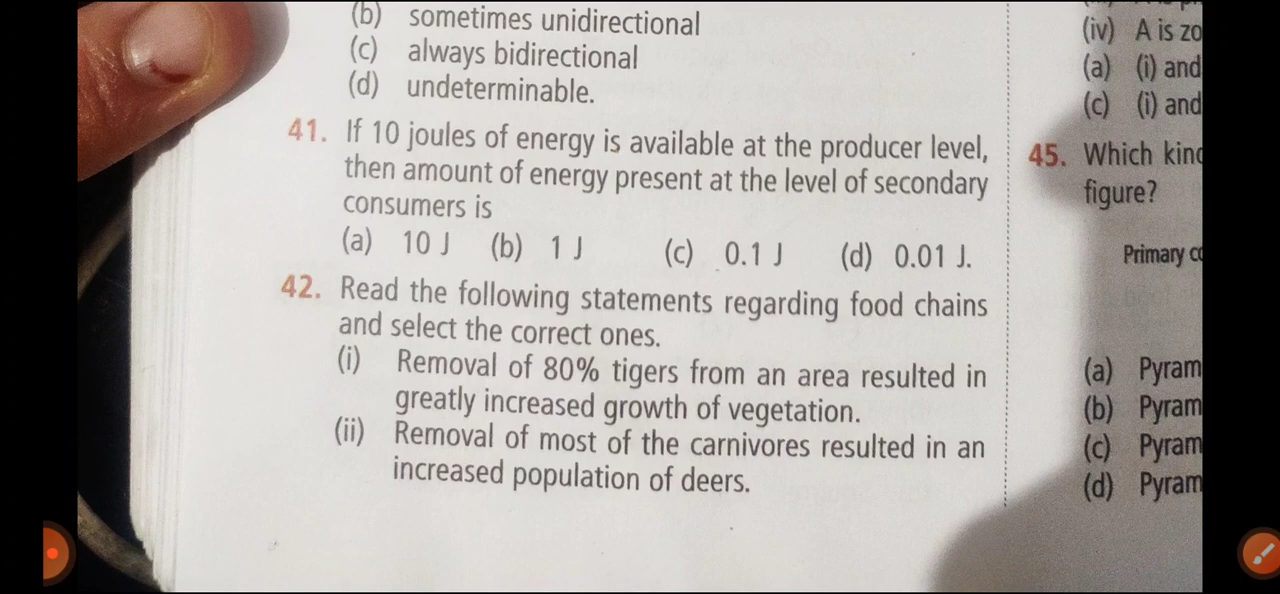 (b) sometimes unidirectional
(c) always bidirectional
(d) undeterminable.
41. If 10 joules of energy is available at the producer level,
then amount of energy present at the level of secondary
consumers is
(a) 10 J (b) 1 J (c) 0.1 J (d) 0.01 J.
42. Read the following statements regarding food chains
and select the correct ones.
(i) Removal of 80% tigers from an area resulted in
greatly increased growth of vegetation.
(ii) Removal of most of the carnivores resulted in an
increased population of deers.
(iv) A is zo
(a) (i) and
(c) (i) and
45. Which kind
figure?
Primary co
(a) Pyram
(b) Pyram
(c) Pyram
(d) Pyram